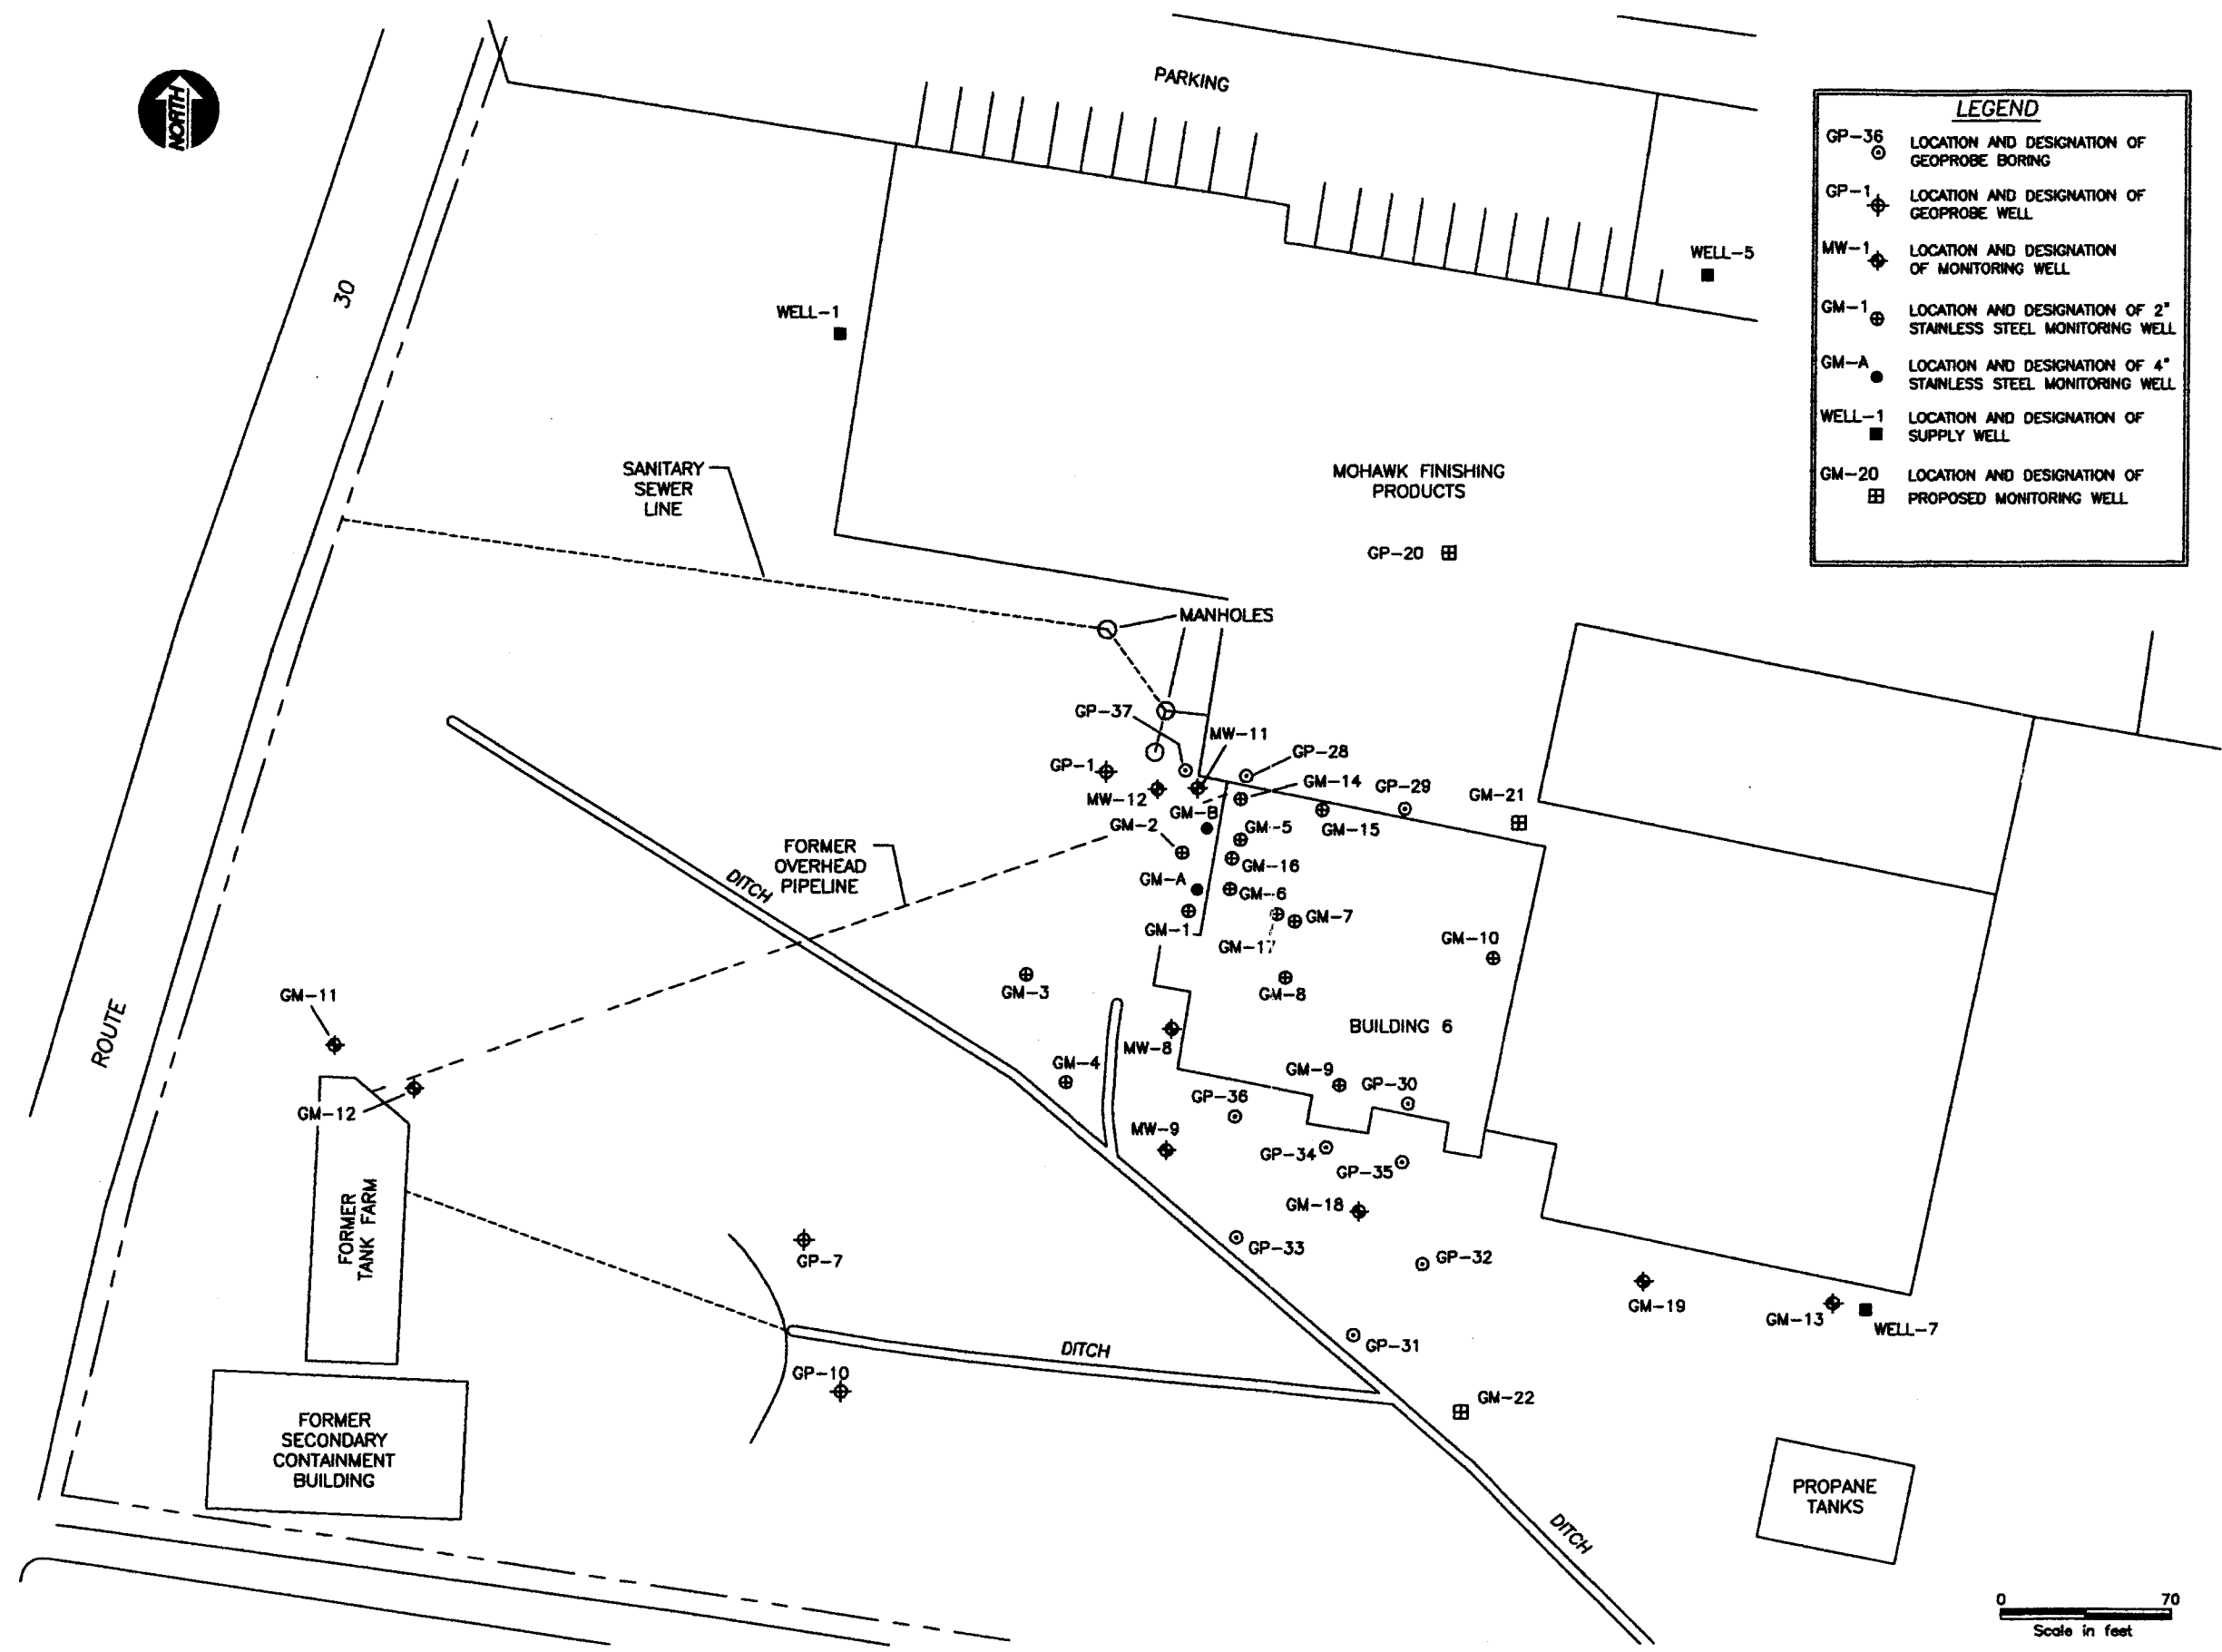 NORTH
PARKING
LEGEND
GP-36
LOCATION AND DESIGNATION OF
GEOPROBE BORING
GP-1
LOCATION AND DESIGNATION OF
GEOPROBE WELL
MW-1
LOCATION AND DESIGNATION
OF MONITORING WELL
GM-1
LOCATION AND DESIGNATION OF 2"
STAINLESS STEEL MONITORING WELL
GM-A
LOCATION AND DESIGNATION OF 4"
STAINLESS STEEL MONITORING WELL
WELL-1
LOCATION AND DESIGNATION OF
SUPPLY WELL
GM-20
LOCATION AND DESIGNATION OF
PROPOSED MONITORING WELL
30
WELL-5
WELL-1
SANITARY
SEWER
LINE
MOHAWK FINISHING
PRODUCTS
GP-20
MANHOLES
GP-37
MW-11
GP-28
GP-1
GM-14
GP-29
GM-21
MW-12
GM-B
GM-2
GM-5
GM-15
FORMER
OVERHEAD
PIPELINE
DITCH
GM-16
GM-A
GM-6
GM-7
GM-1
GM-17
GM-10
GM-3
GM-8
GM-11
ROUTE
BUILDING 6
MW-8
GM-4
GM-9
GP-30
GM-12
GP-36
MW-9
GP-34
GP-35
FORMER
TANK FARM
GM-18
GP-33
GP-32
GP-7
GM-19
GM-13
WELL-7
GP-31
DITCH
GP-10
GM-22
FORMER
SECONDARY
CONTAINMENT
BUILDING
PROPANE
TANKS
DITCH
0 70
Scale in feet